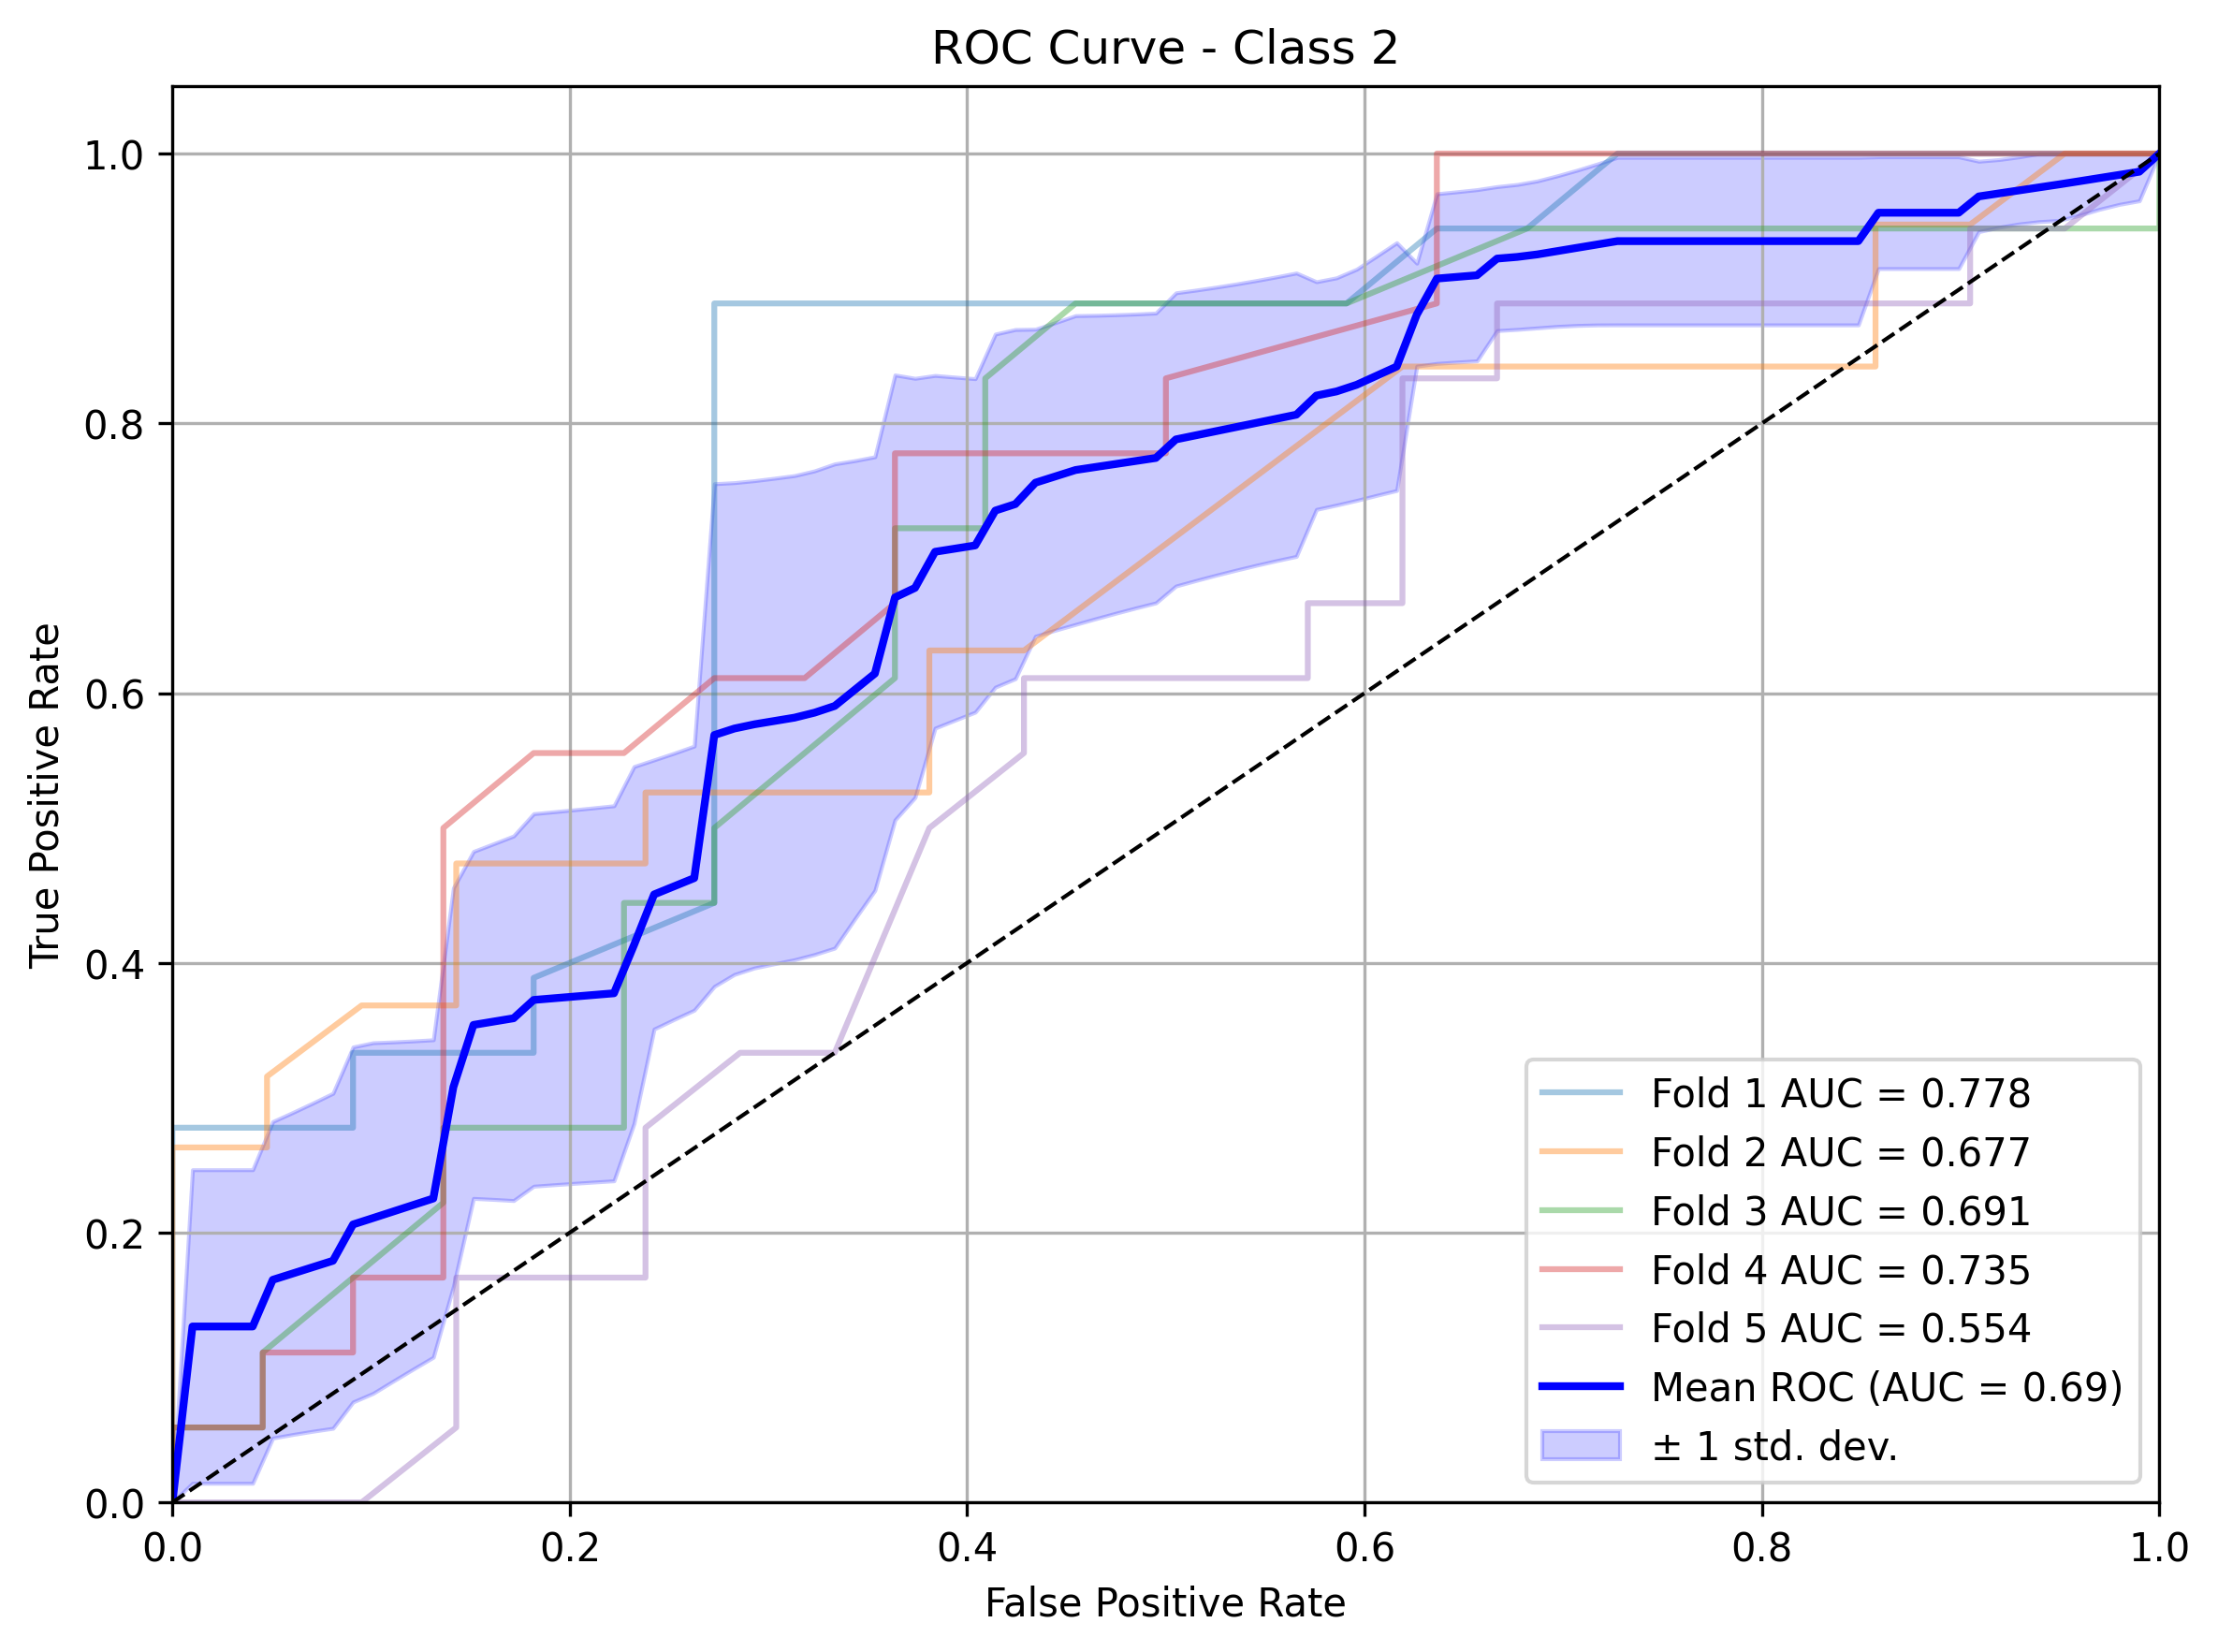 ROC Curve - Class 2
True Positive Rate
1.0
0.8
0.6
0.4
0.2
0.0
0.0 0.2 0.4 0.6 0.8 1.0
False Positive Rate
Fold 1 AUC = 0.778
Fold 2 AUC = 0.677
Fold 3 AUC = 0.691
Fold 4 AUC = 0.735
Fold 5 AUC = 0.554
Mean ROC (AUC = 0.69)
± 1 std. dev.